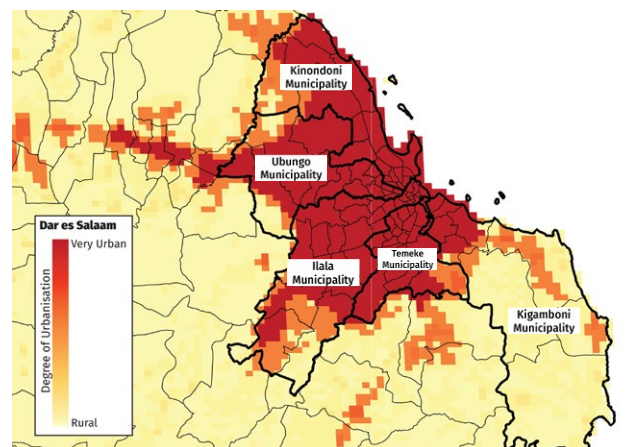 Kinondoni
Municipality
Ubungo
Municipality
Dar es Salaam
Very Urban
Degree of Urbanisation
Rural
Ilala
Municipality
Temeke
Municipality
Kigamboni
Municipality